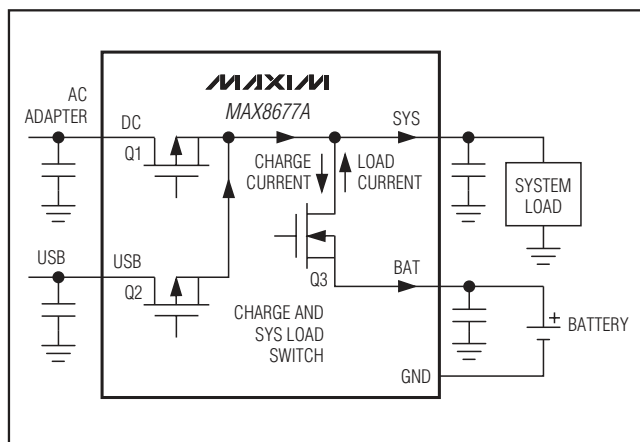 MAXIM
MAX8677A
AC
ADAPTER
DC
Q1
SYS
CHARGE
CURRENT
LOAD
CURRENT
SYSTEM
LOAD
USB
USB
Q2
Q3
BAT
CHARGE AND
SYS LOAD
SWITCH
+
BATTERY
GND